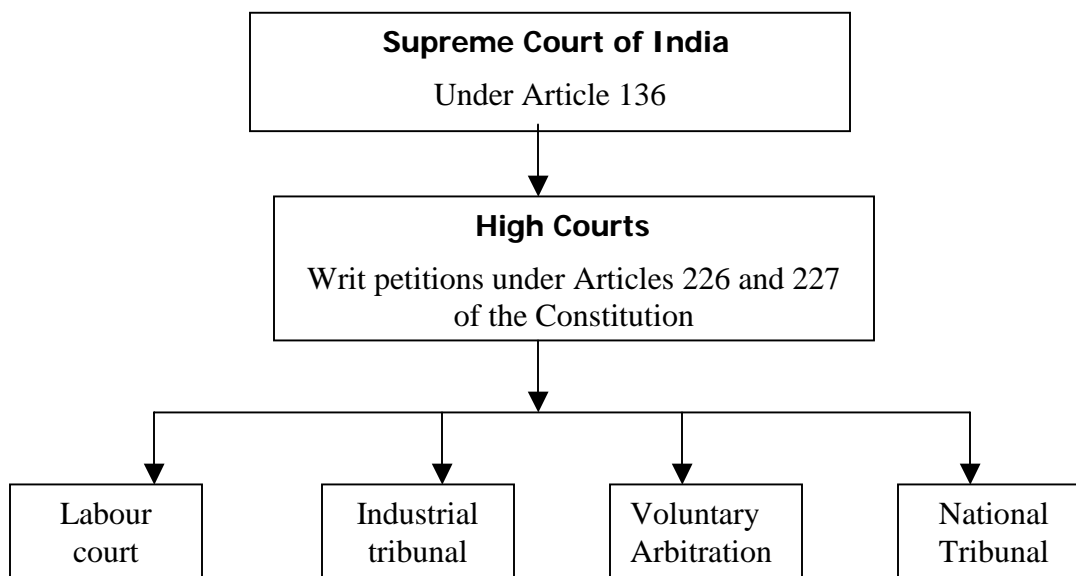 Supreme Court of India
Under Article 136
High Courts
Writ petitions under Articles 226 and 227
of the Constitution
Labour
court
Industrial
tribunal
Voluntary
Arbitration
National
Tribunal